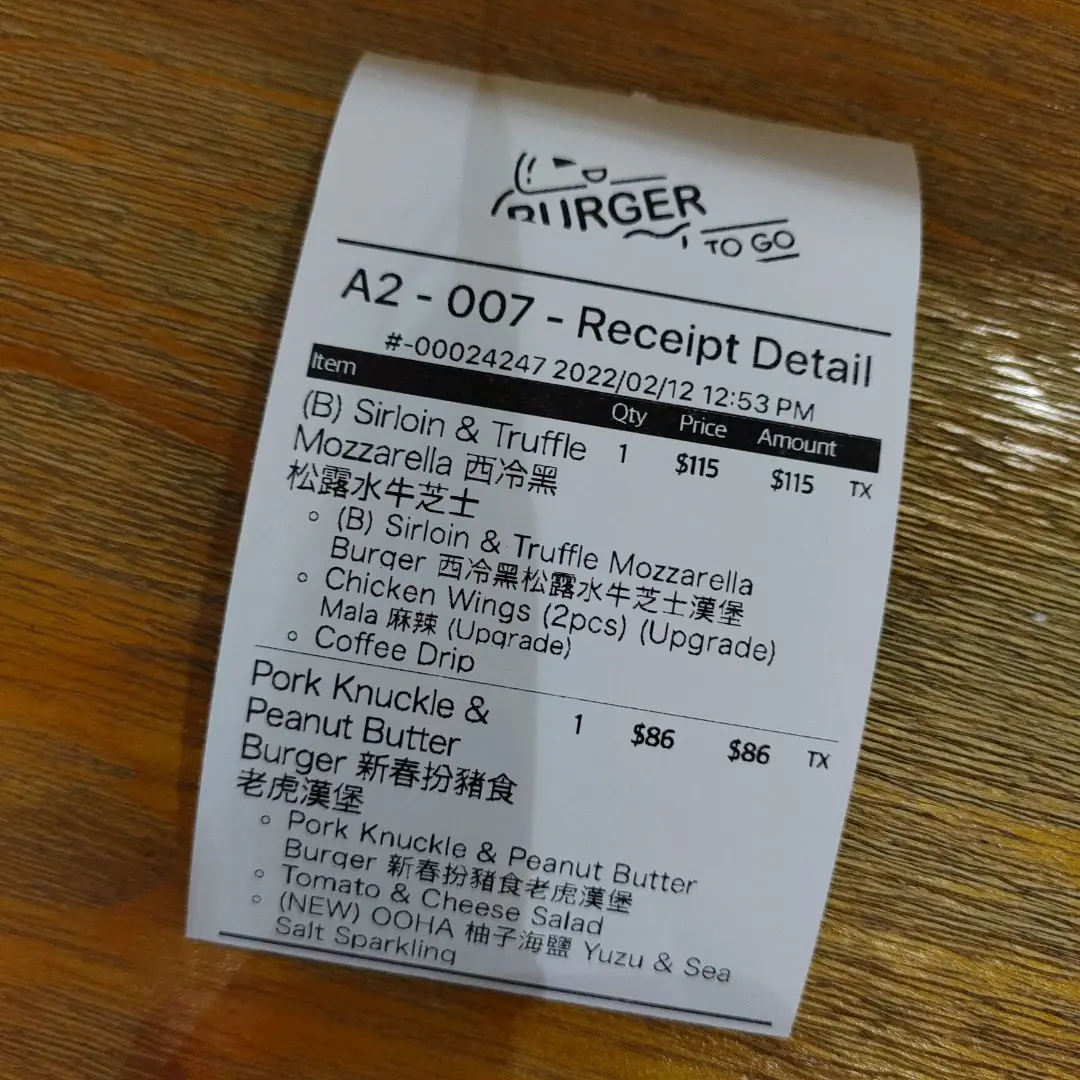 BURGER
TO GO
A2 - 007 - Receipt Detail
#-00024247 2022/02/12 12:53 PM
Item Qty Price Amount
(B) Sirloin & Truffle 1 $115 $115 TX
Mozzarella 西冷黑
松露水牛芝士
◦ (B) Sirloin & Truffle Mozzarella
Burger 西冷黑松露水牛芝士漢堡
◦ Chicken Wings (2pcs) (Upgrade)
Mala 麻辣 (Upgrade)
◦ Coffee Drip
Pork Knuckle & 1 $86 $86 TX
Peanut Butter
Burger 新春扮豬食
老虎漢堡
◦ Pork Knuckle & Peanut Butter
Burger 新春扮豬食老虎漢堡
◦ Tomato & Cheese Salad
◦ (NEW) OOHA 柚子海鹽 Yuzu & Sea
Salt Sparkling